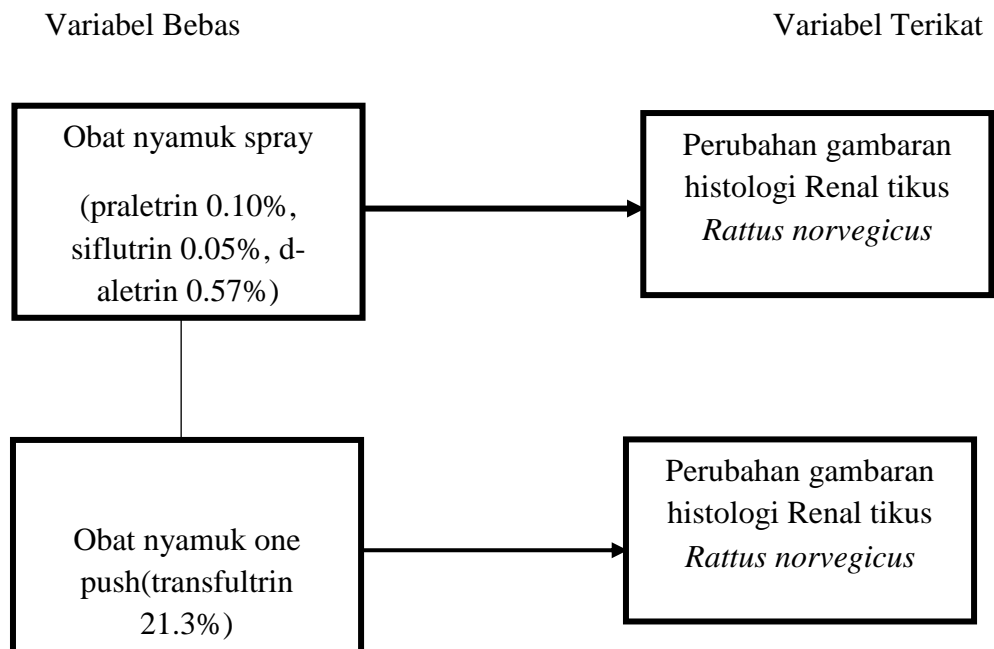 Variabel Bebas
Variabel Terikat
Obat nyamuk spray
(praletrin 0.10%,
siflutrin 0.05%, d-
aletrin 0.57%)
Perubahan gambaran
histologi Renal tikus
Rattus norvegicus
Obat nyamuk one
push(transfultrin
21.3%)
Perubahan gambaran
histologi Renal tikus
Rattus norvegicus